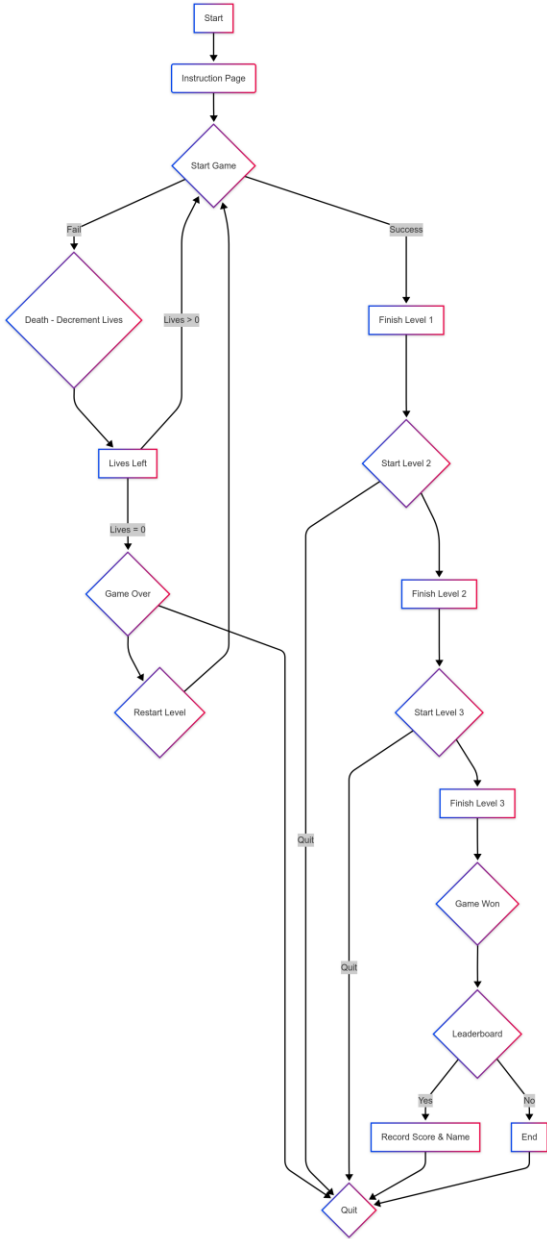 Start
Instruction Page
Start Game
Fail
Success
Death - Decrement Lives
Lives > 0
Finish Level 1
Lives Left
Start Level 2
Lives = 0
Game Over
Finish Level 2
Restart Level
Start Level 3
Finish Level 3
Quit
Game Won
Quit
Leaderboard
Yes
No
Record Score & Name
End
Quit